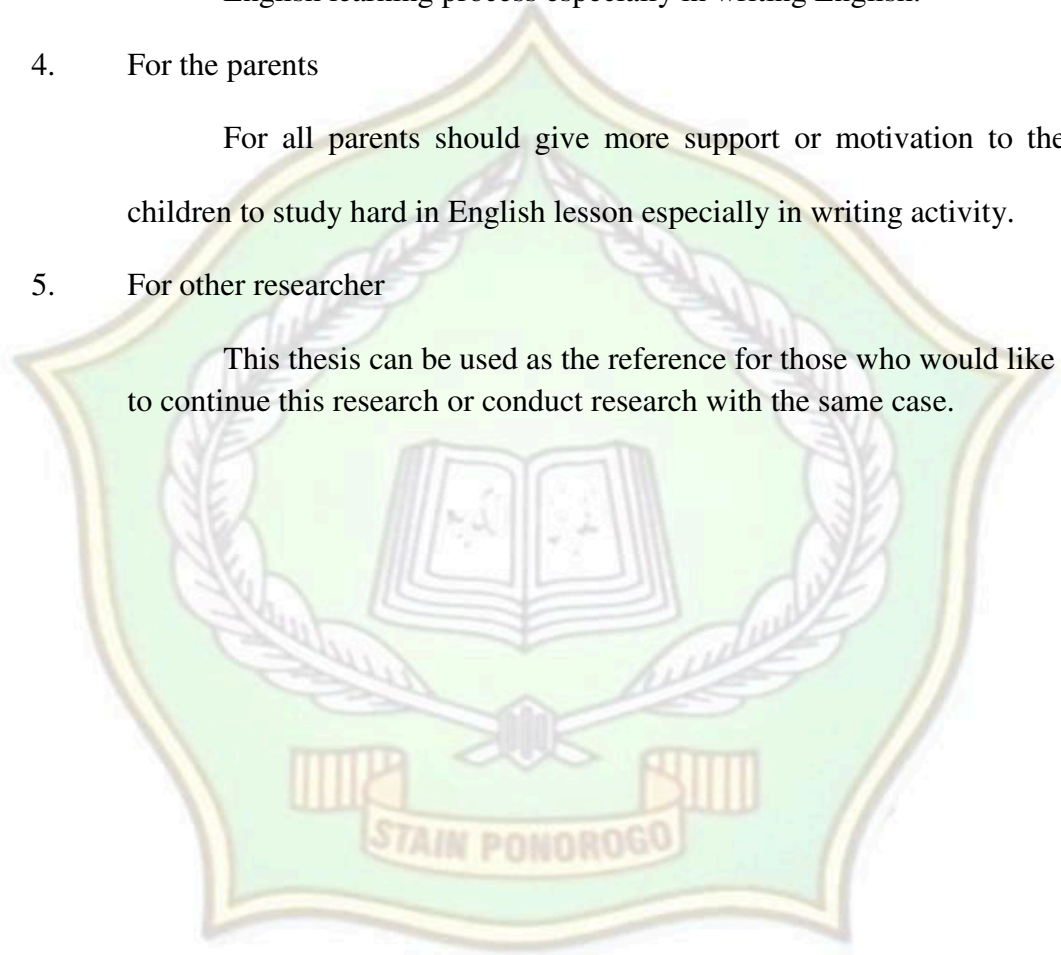 English learning process especially in writing English.
4. For the parents
For all parents should give more support or motivation to the
children to study hard in English lesson especially in writing activity.
5. For other researcher
This thesis can be used as the reference for those who would like
to continue this research or conduct research with the same case.
STAIN PONOROGO